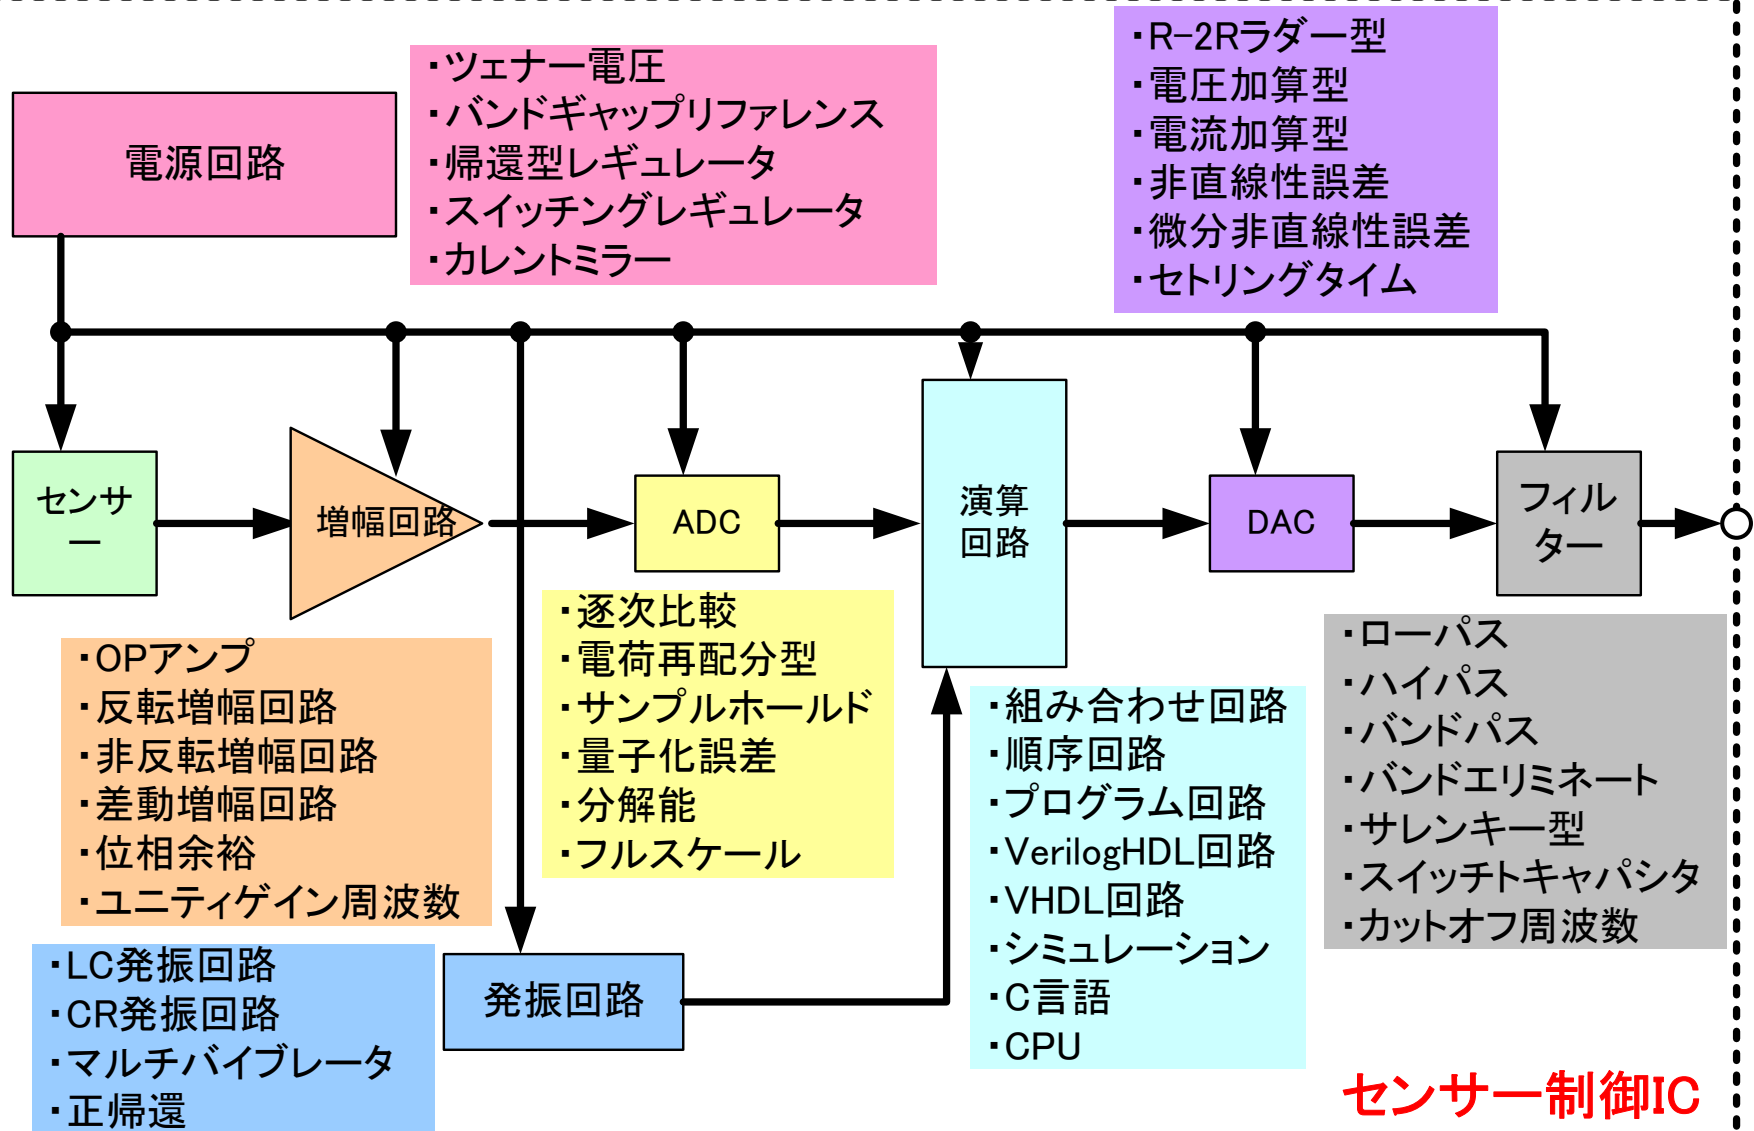 電源回路
・ツェナー電圧
・バンドギャップリファレンス
・帰還型レギュレータ
・スイッチングレギュレータ
・カレントミラー
・R-2Rラダー型
・電圧加算型
・電流加算型
・非直線性誤差
・微分非直線性誤差
・セトリングタイム
センサ
ー
増幅回路
ADC
演算
回路
DAC
フィル
ター
・OPアンプ
・反転増幅回路
・非反転増幅回路
・差動増幅回路
・位相余裕
・ユニティゲイン周波数
・逐次比較
・電荷再配分型
・サンプルホールド
・量子化誤差
・分解能
・フルスケール
・組み合わせ回路
・順序回路
・プログラム回路
・VerilogHDL回路
・VHDL回路
・シミュレーション
・C言語
・CPU
・ローパス
・ハイパス
・バンドパス
・バンドエリミネート
・サレンキー型
・スイッチトキャパシタ
・カットオフ周波数
・LC発振回路
・CR発振回路
・マルチバイブレータ
・正帰還
発振回路
センサー制御IC